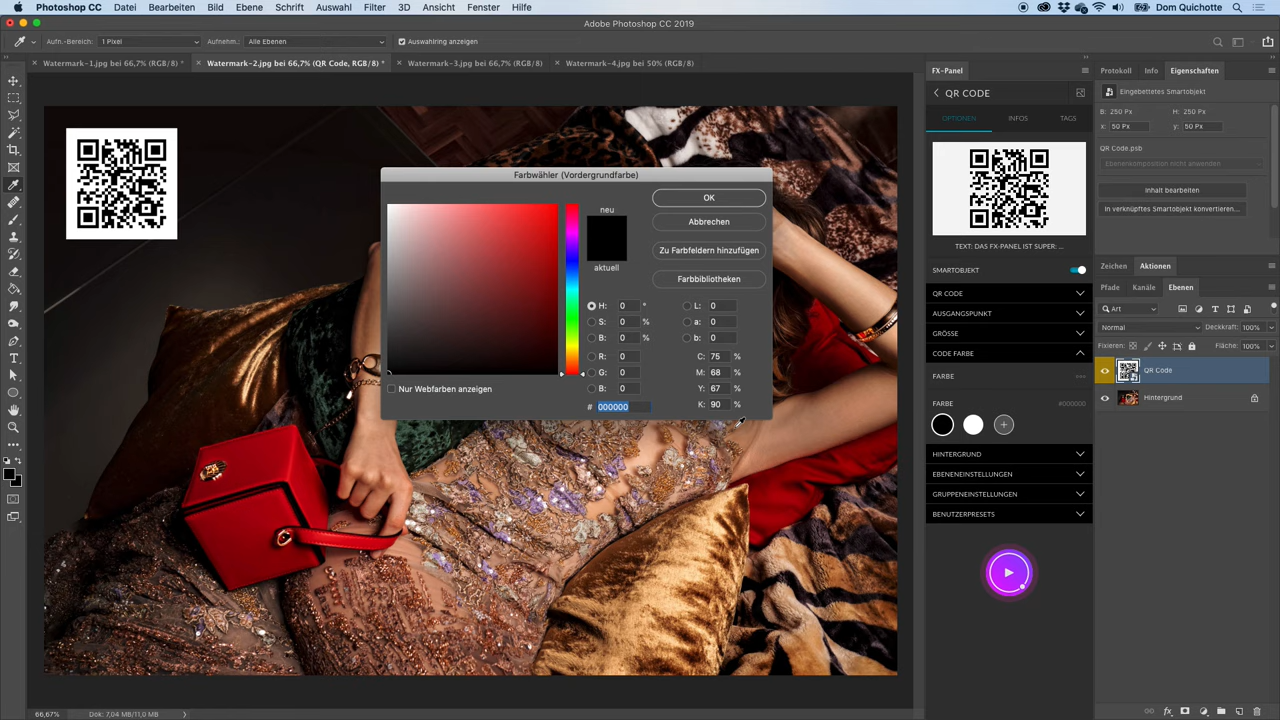 Photoshop CC Datei Bearbeiten Bild Ebene Schrift Auswahl Filter 3D Ansicht Fenster Hilfe Dom Quichotte
Adobe Photoshop CC 2019
Aufn.-Bereich: 1 Pixel Aufnehm.: Alle Ebenen Auswahlring anzeigen
Watermark-1.jpg bei 66,7% (RGB/8) * Watermark-2.jpg bei 66,7% (QR Code, RGB/8) * Watermark-3.jpg bei 66,7% (RGB/8) Watermark-4.jpg bei 50% (RGB/8)
Farbwähler (Vordergrundfarbe)
neu
aktuell
OK
Abbrechen
Zu Farbfeldern hinzufügen
Farbbibliotheken
H: 0 ° L: 0
S: 0 % a: 0
B: 0 % b: 0
R: 0 C: 75 %
G: 0 M: 68 %
B: 0 Y: 67 %
# 000000 K: 90 %
Nur Webfarben anzeigen
FX-Panel
QR CODE
OPTIONEN INFOS TAGS
TEXT: DAS FX-PANEL IST SUPER: ...
SMARTOBJEKT
QR CODE
AUSGANGSPUNKT
GRÖSSE
CODE FARBE
FARBE
FARBE #000000
HINTERGRUND
EBENENEINSTELLUNGEN
GRUPPENEINSTELLUNGEN
BENUTZERPRESETS
Protokoll Info Eigenschaften
Eingebettetes Smartobjekt
B: 250 Px H: 250 Px
x: 50 Px y: 50 Px
QR Code.psb
Ebenenkomposition nicht anwenden
Inhalt bearbeiten
In verknüpftes Smartobjekt konvertieren...
Zeichen Aktionen
Pfade Kanäle Ebenen
Art
Normal Deckkraft: 100%
Fixieren: Fläche: 100%
QR Code
Hintergrund
66,67% Dok: 7,04 MB/11,0 MB